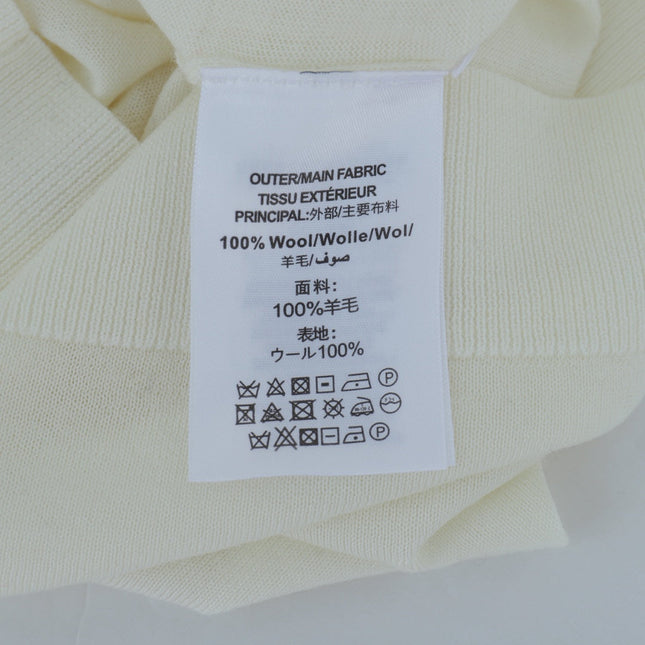 OUTER/MAIN FABRIC
TISSU EXTÉRIEUR
PRINCIPAL:外部/主要布料
100% Wool/Wolle/Wol/
羊毛/صوف/
面料:
100%羊毛
表地:
ウール100%